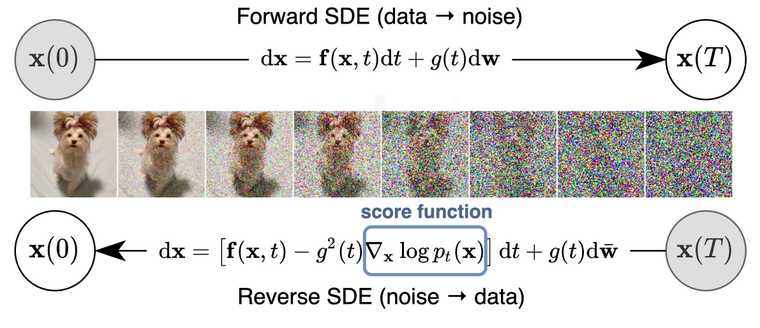 Forward SDE (data → noise)
x(0) dx = f(x, t)dt + g(t)dw x(T)
score function
x(0) dx = [f(x, t) − g²(t)∇ₓ log pₜ(x)] dt + g(t)dw̄ x(T)
Reverse SDE (noise → data)